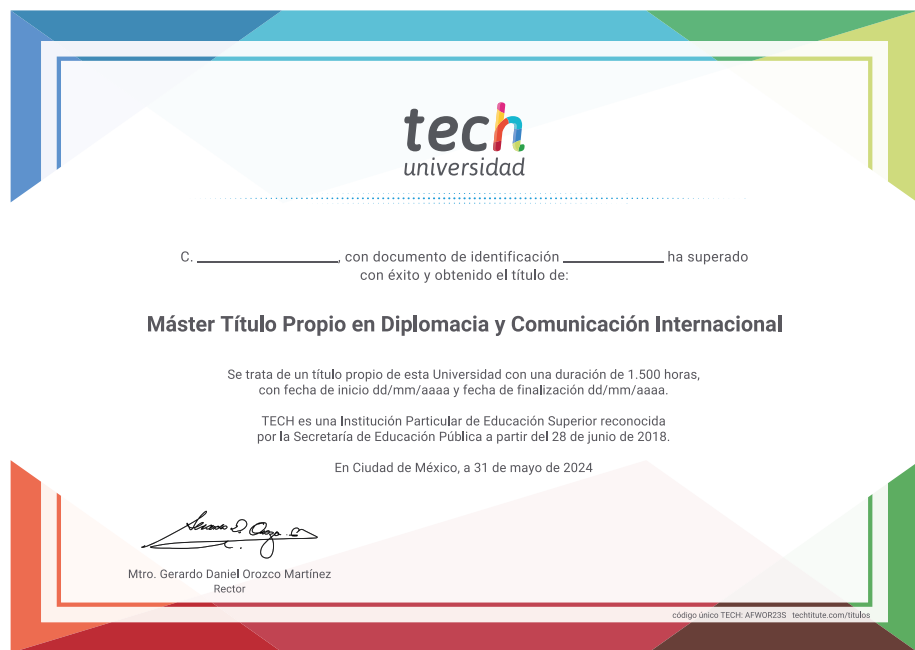 tech
universidad
C. ____________, con documento de identificación ____________ ha superado
con éxito y obtenido el título de:
Máster Título Propio en Diplomacia y Comunicación Internacional
Se trata de un título propio de esta Universidad con una duración de 1.500 horas,
con fecha de inicio dd/mm/aaaa y fecha de finalización dd/mm/aaaa.
TECH es una Institución Particular de Educación Superior reconocida
por la Secretaría de Educación Pública a partir del 28 de junio de 2018.
En Ciudad de México, a 31 de mayo de 2024
Mtro. Gerardo Daniel Orozco Martínez
Rector
código único TECH: AFWOR23S techtitute.com/titulos